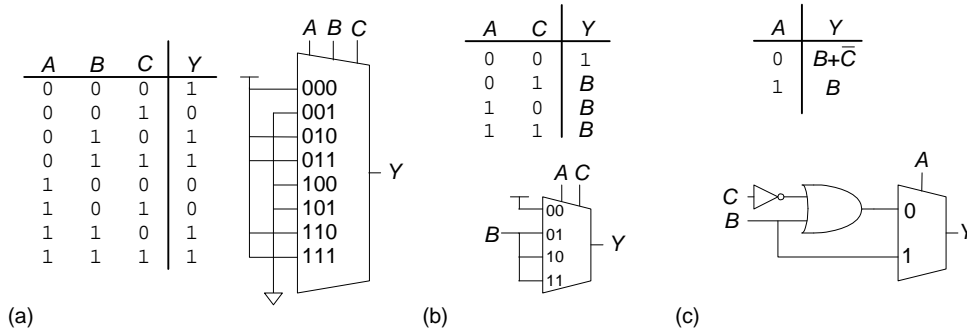 A B C Y
0 0 0 1
0 0 1 0
0 1 0 1
0 1 1 1
1 0 0 0
1 0 1 0
1 1 0 1
1 1 1 1
A B C
000
001
010
011
100
101
110
111
Y
(a)
A C Y
0 0 1
0 1 B
1 0 B
1 1 B
A C
00
01
10
11
B
Y
(b)
A Y
0 B+C̅
1 B
A
C
B
0
1
Y
(c)